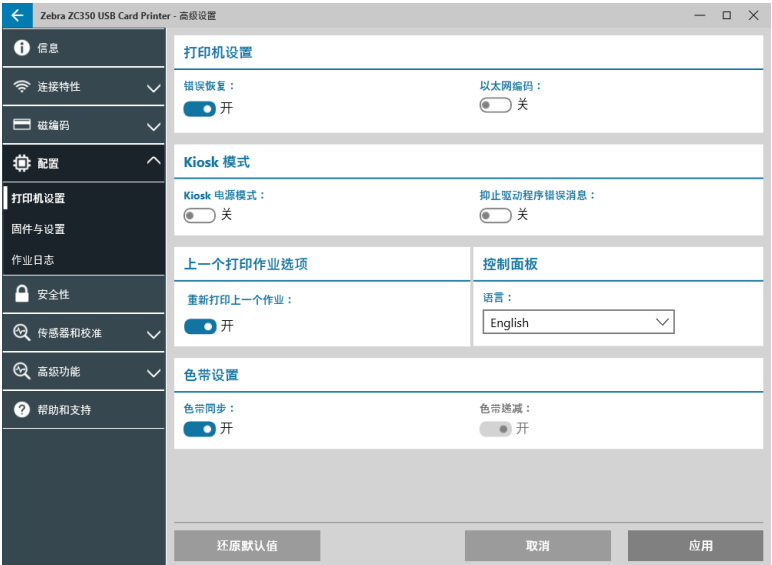 Zebra ZC350 USB Card Printer - 高级设置
信息
连接特性
磁编码
配置
打印机设置
固件与设置
作业日志
安全性
传感器和校准
高级功能
帮助和支持
打印机设置
错误恢复：
开
以太网编码：
关
Kiosk 模式
Kiosk 电源模式：
关
抑止驱动程序错误消息：
关
上一个打印作业选项
重新打印上一个作业：
开
控制面板
语言：
English
色带设置
色带同步：
开
色带递减：
开
还原默认值
取消
应用